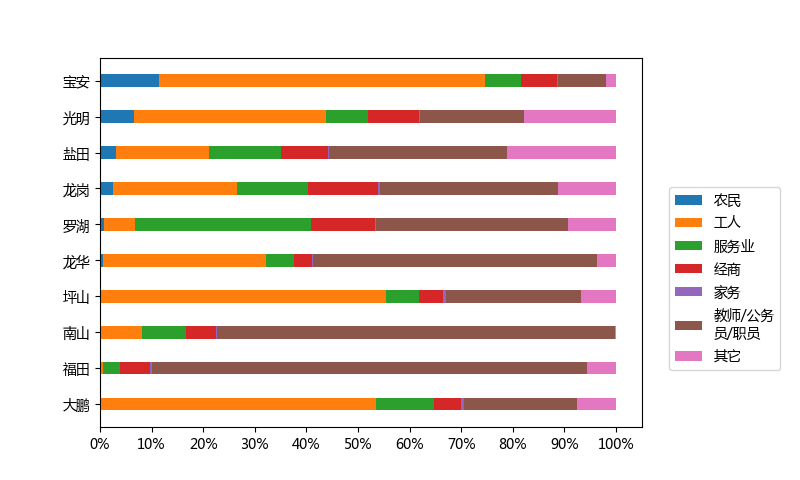 宝安
光明
盐田
龙岗
罗湖
龙华
坪山
南山
福田
大鹏
0% 10% 20% 30% 40% 50% 60% 70% 80% 90% 100%
农民
工人
服务业
经商
家务
教师/公务
员/职员
其它